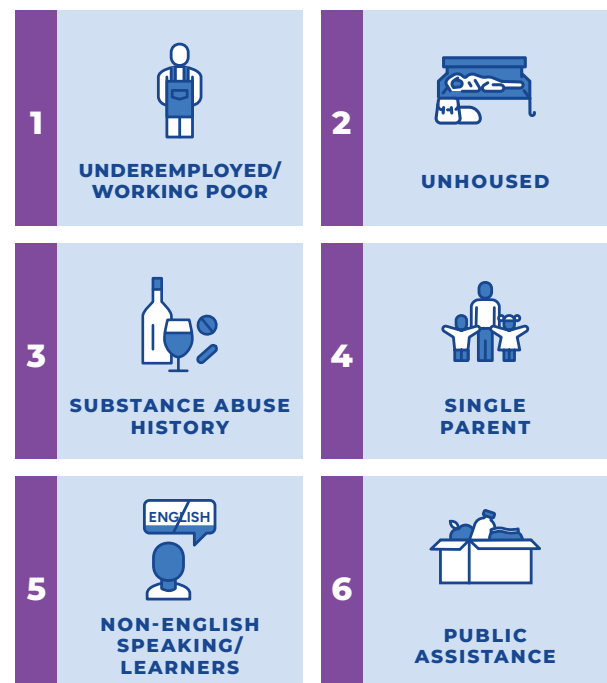 1
UNDEREMPLOYED/
WORKING POOR
2
UNHOUSED
3
SUBSTANCE ABUSE
HISTORY
4
SINGLE
PARENT
5
ENGLISH
NON-ENGLISH
SPEAKING/
LEARNERS
6
PUBLIC
ASSISTANCE